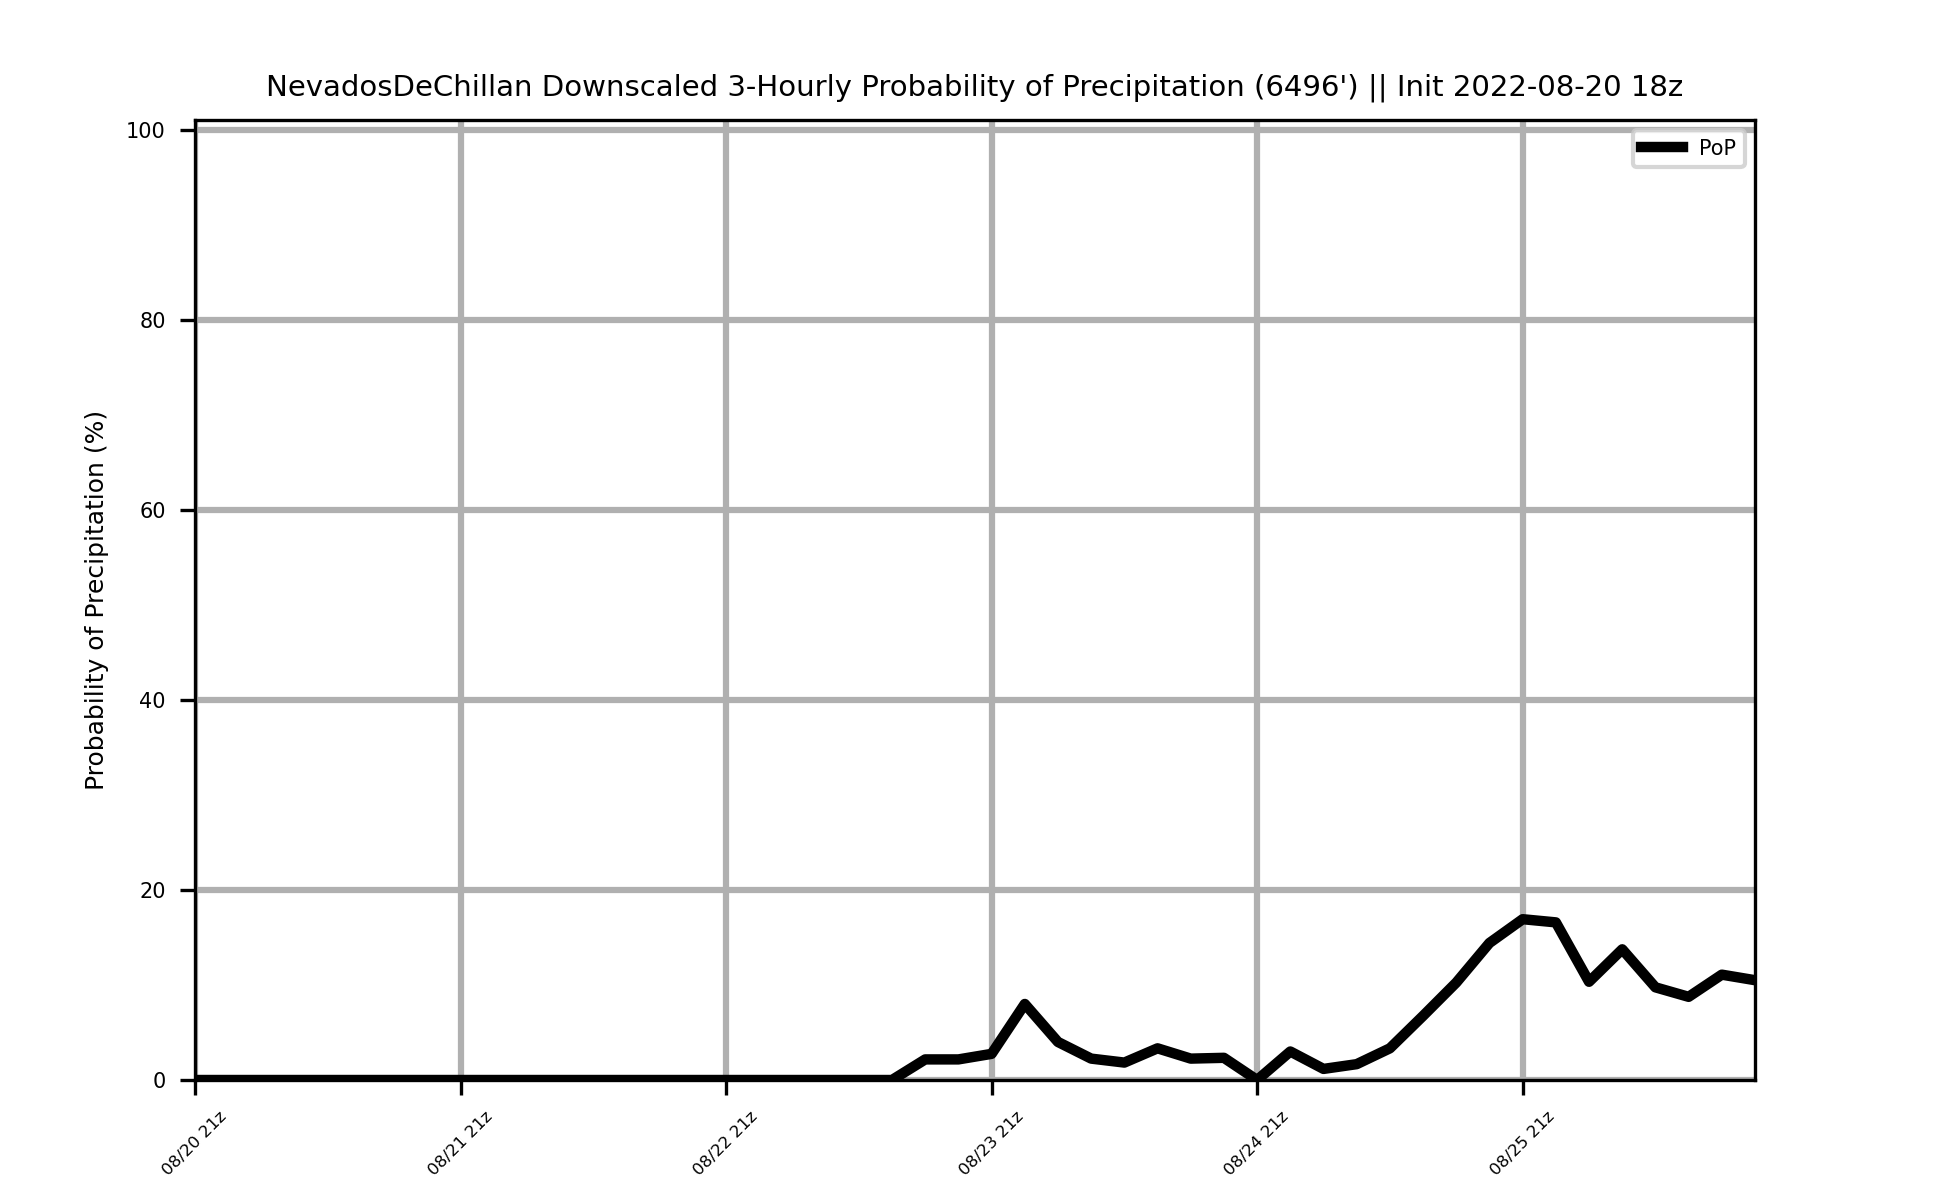 NevadosDeChillan Downscaled 3-Hourly Probability of Precipitation (6496') || Init 2022-08-20 18z
PoP
Probability of Precipitation (%)
100
80
60
40
20
0
08/20 21z
08/21 21z
08/22 21z
08/23 21z
08/24 21z
08/25 21z